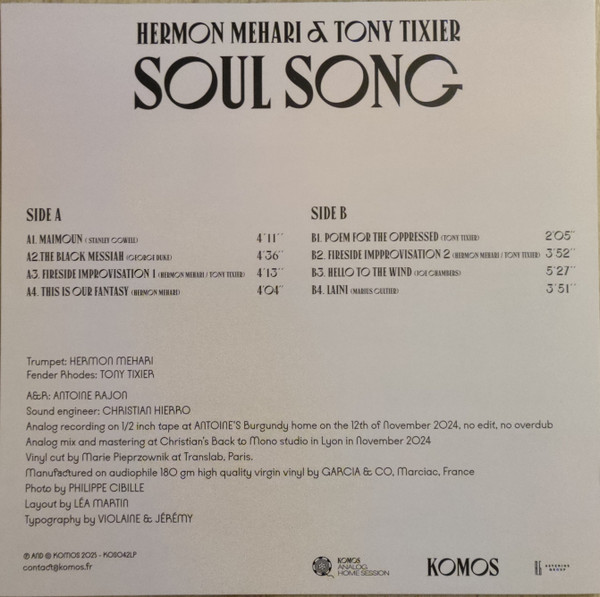 HERMON MEHARI & TONY TIXIER
SOUL SONG
SIDE A
A1. MAIMOUN ( STANLEY COWELL) 4'11''
A2.THE BLACK MESSIAH (GEORGE DUKE) 4'36''
A3. FIRESIDE IMPROVISATION 1 (HERMON MEHARI / TONY TIXIER) 4'13''
A4. THIS IS OUR FANTASY (HERMON MEHARI) 4'04''
SIDE B
B1. POEM FOR THE OPPRESSED (TONY TIXIER) 2'05''
B2. FIRESIDE IMPPROVISATION 2 (HERMON MEHARI / TONY TIXIER) 3'52''
B3. HELLO TO THE WIND (JOE CHAMBERS) 5'27''
B4. LAINI (MARIUS CULTIER) 3'51''
Trumpet: HERMON MEHARI
Fender Rhodes: TONY TIXIER
A&R: ANTOINE RAJON
Sound engineer: CHRISTIAN HIERRO
Analog recording on 1/2 inch tape at ANTOINE'S Burgundy home on the 12th of November 2024, no edit, no overdub
Analog mix and mastering at Christian's Back to Mono studio in Lyon in November 2024
Vinyl cut by Marie Pieprzownik at Translab, Paris.
Manufactured on audiophile 180 gm high quality virgin vinyl by GARCIA & CO, Marciac, France
Photo by PHILIPPE CIBILLE
Layout by LÉA MARTIN
Typography by VIOLAINE & JÉRÉMY
℗ AND © KOMOS 2025 - KOS042LP
contact@komos.fr
KOMOS
ANALOG
HOME SESSION
KOMOS